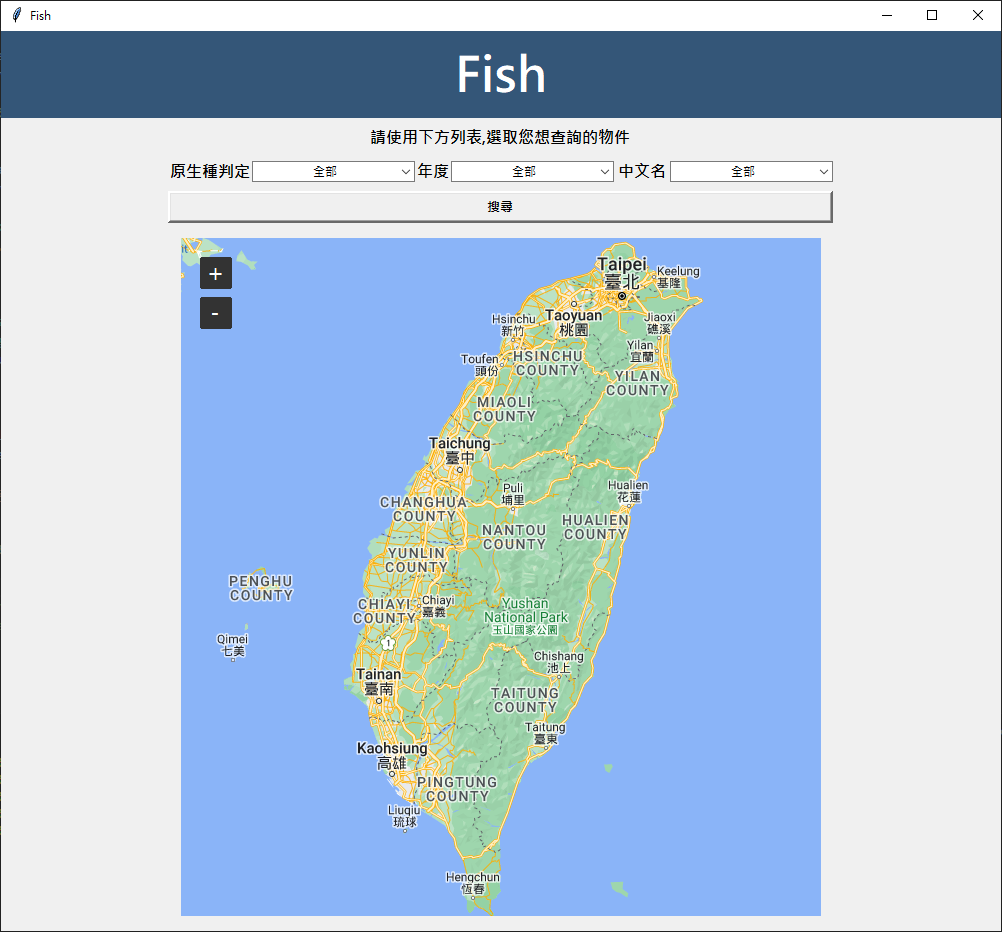 Fish
Fish
請使用下方列表,選取您想查詢的物件
原生種判定 全部 年度 全部 中文名 全部
搜尋
it
+
-
Taipei
臺北
Keelung
基隆
Taoyuan
桃園
Hsinchu
新竹
Jiaoxi
礁溪
Yilan
宜蘭
Toufen
頭份
HSINCHU
COUNTY
YILAN
COUNTY
MIAOLI
COUNTY
Taichung
臺中
Puli
埔里
Hualien
花蓮
CHANGHUA
COUNTY
NANTOU
COUNTY
HUALIEN
COUNTY
YUNLIN
COUNTY
PENGHU
COUNTY
CHIAYI
COUNTY
Chiayi
嘉義
Yushan
National Park
玉山國家公園
1
Qimei
七美
Chishang
池上
Tainan
臺南
TAITUNG
COUNTY
Taitung
臺東
Kaohsiung
高雄
PINGTUNG
COUNTY
Liuqiu
琉球
Hengchun
恆春